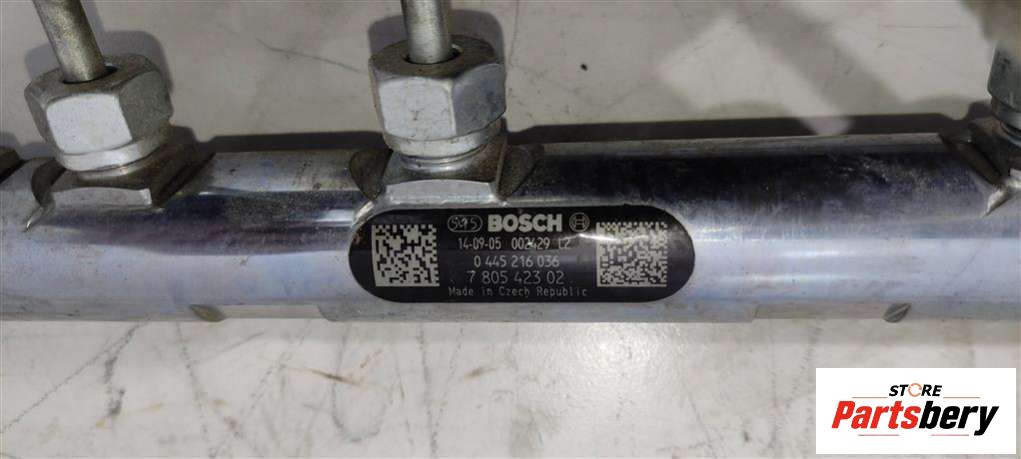 595 BOSCH
14-09-05 002429 LZ
0 445 216 036
7 805 423 02
Made in Czech Republic
STORE
Partsbery